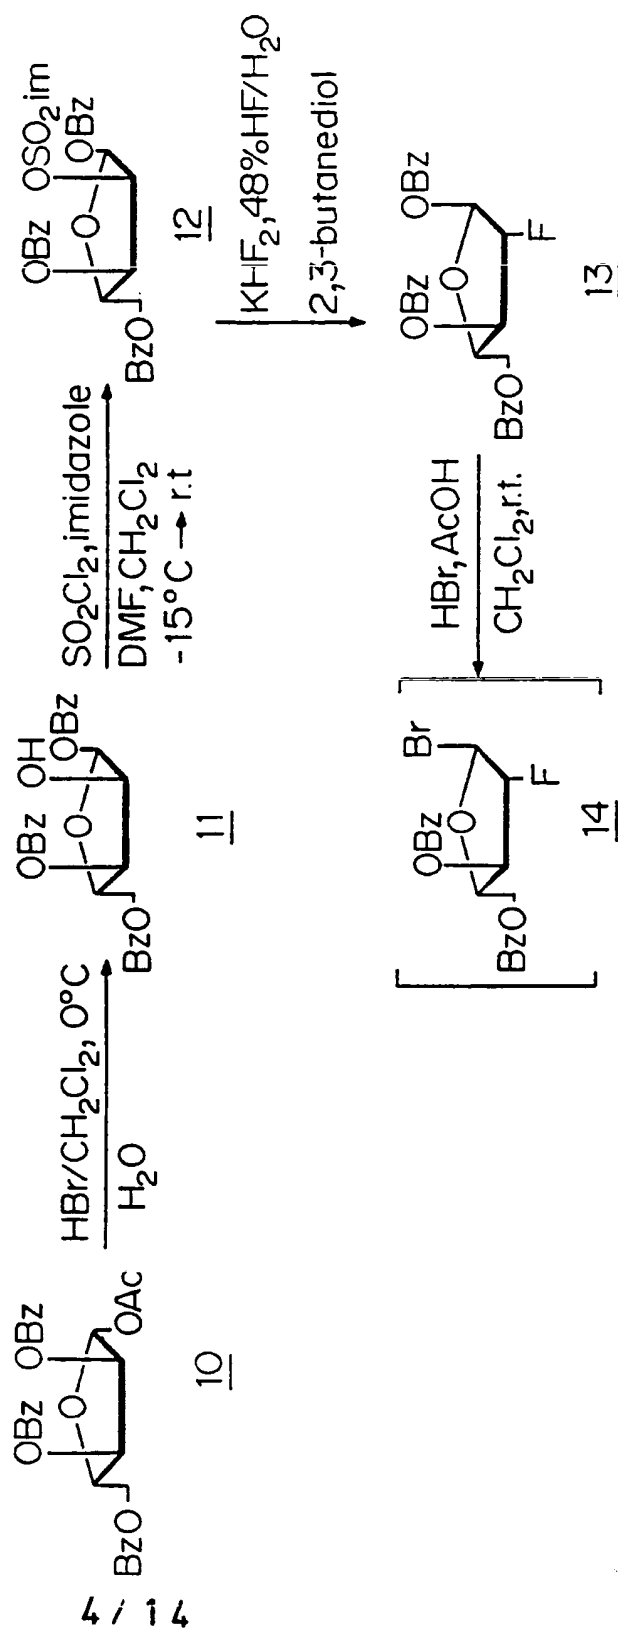 4/14
BzO
OBz
O
OBz
OAc
10
HBr/CH2Cl2, 0°C
H2O
BzO
OBz
O
OH
OBz
11
SO2Cl2, imidazole
DMF, CH2Cl2
-15°C → r.t
BzO
OBz
O
OSO2im
OBz
12
KHF2, 48%HF/H2O
2,3-butanediol
BzO
OBz
O
OBz
F
13
HBr, AcOH
CH2Cl2, r.t.
BzO
OBz
O
Br
F
14